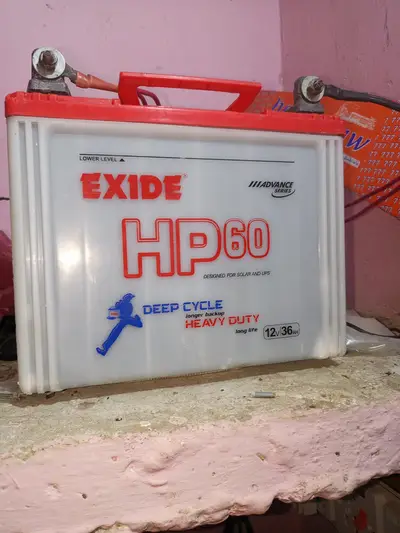 LOWER LEVEL ▲
EXIDE
ADVANCE
SERIES
HP60
DESIGNED FOR SOLAR AND UPS
DEEP CYCLE
longer backup
HEAVY DUTY
long life
12V/36AH